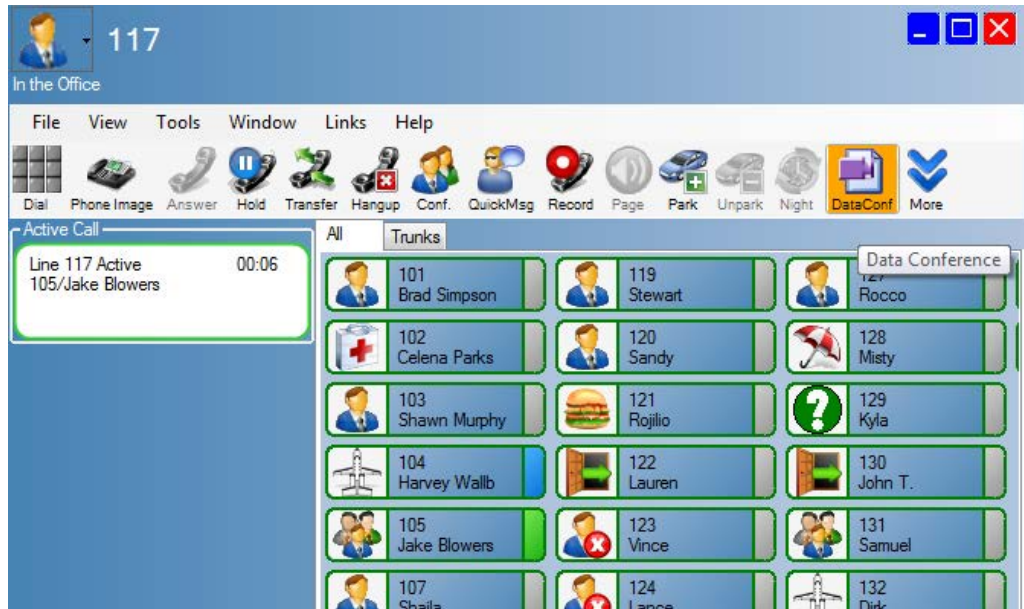 117
In the Office
File View Tools Window Links Help
Dial Phone Image Answer Hold Transfer Hangup Conf. QuickMsg Record Page Park Unpark Night DataConf More
Active Call
Line 117 Active 00:06
105/Jake Blowers
All Trunks
Data Conference
101 119 127
Brad Simpson Stewart Rocco
102 120 128
Celena Parks Sandy Misty
103 121 129
Shawn Murphy Rojilio Kyla
104 122 130
Harvey Wallb Lauren John T.
105 123 131
Jake Blowers Vince Samuel
107 124 132
Shaila Lance Dirk